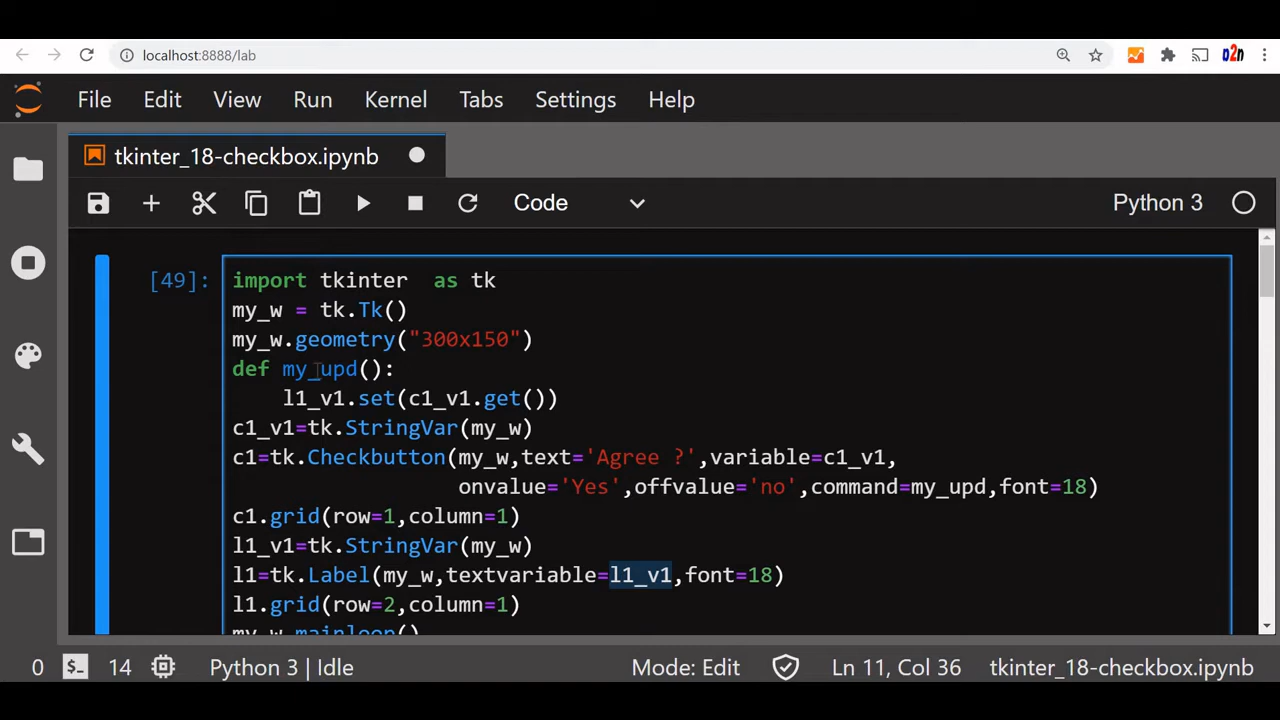 localhost:8888/lab
o2n
File Edit View Run Kernel Tabs Settings Help
tkinter_18-checkbox.ipynb
Code Python 3
[49]:
import tkinter  as tk
my_w = tk.Tk()
my_w.geometry("300x150")
def my_upd():
    l1_v1.set(c1_v1.get())
c1_v1=tk.StringVar(my_w)
c1=tk.Checkbutton(my_w,text='Agree ?',variable=c1_v1,
                  onvalue='Yes',offvalue='no',command=my_upd,font=18)
c1.grid(row=1,column=1)
l1_v1=tk.StringVar(my_w)
l1=tk.Label(my_w,textvariable=l1_v1,font=18)
l1.grid(row=2,column=1)
my_w.mainloop()
0 $_ 14 Python 3 | Idle Mode: Edit Ln 11, Col 36 tkinter_18-checkbox.ipynb